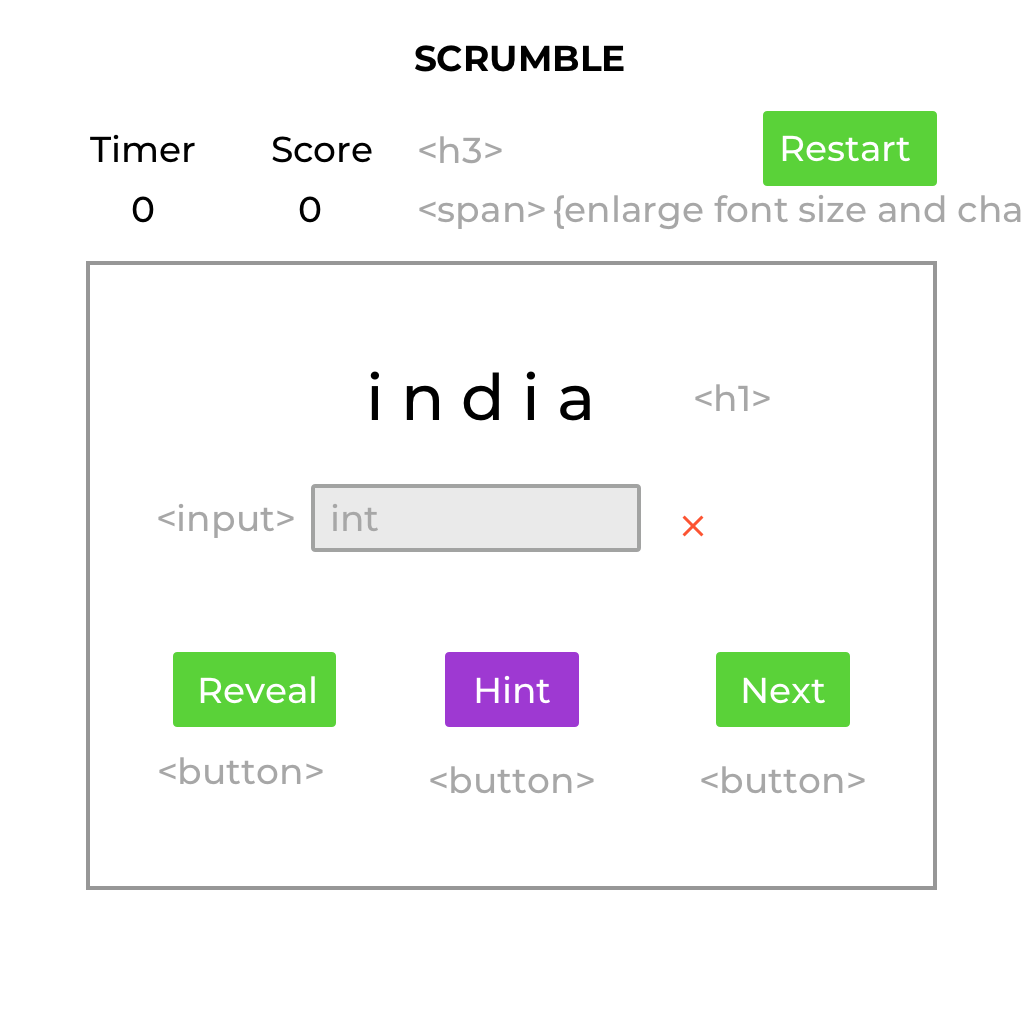 SCRUMBLE
Timer Score <h3> Restart
0 0 <span> {enlarge font size and cha
i n d i a <h1>
<input> int ×
Reveal Hint Next
<button> <button> <button>